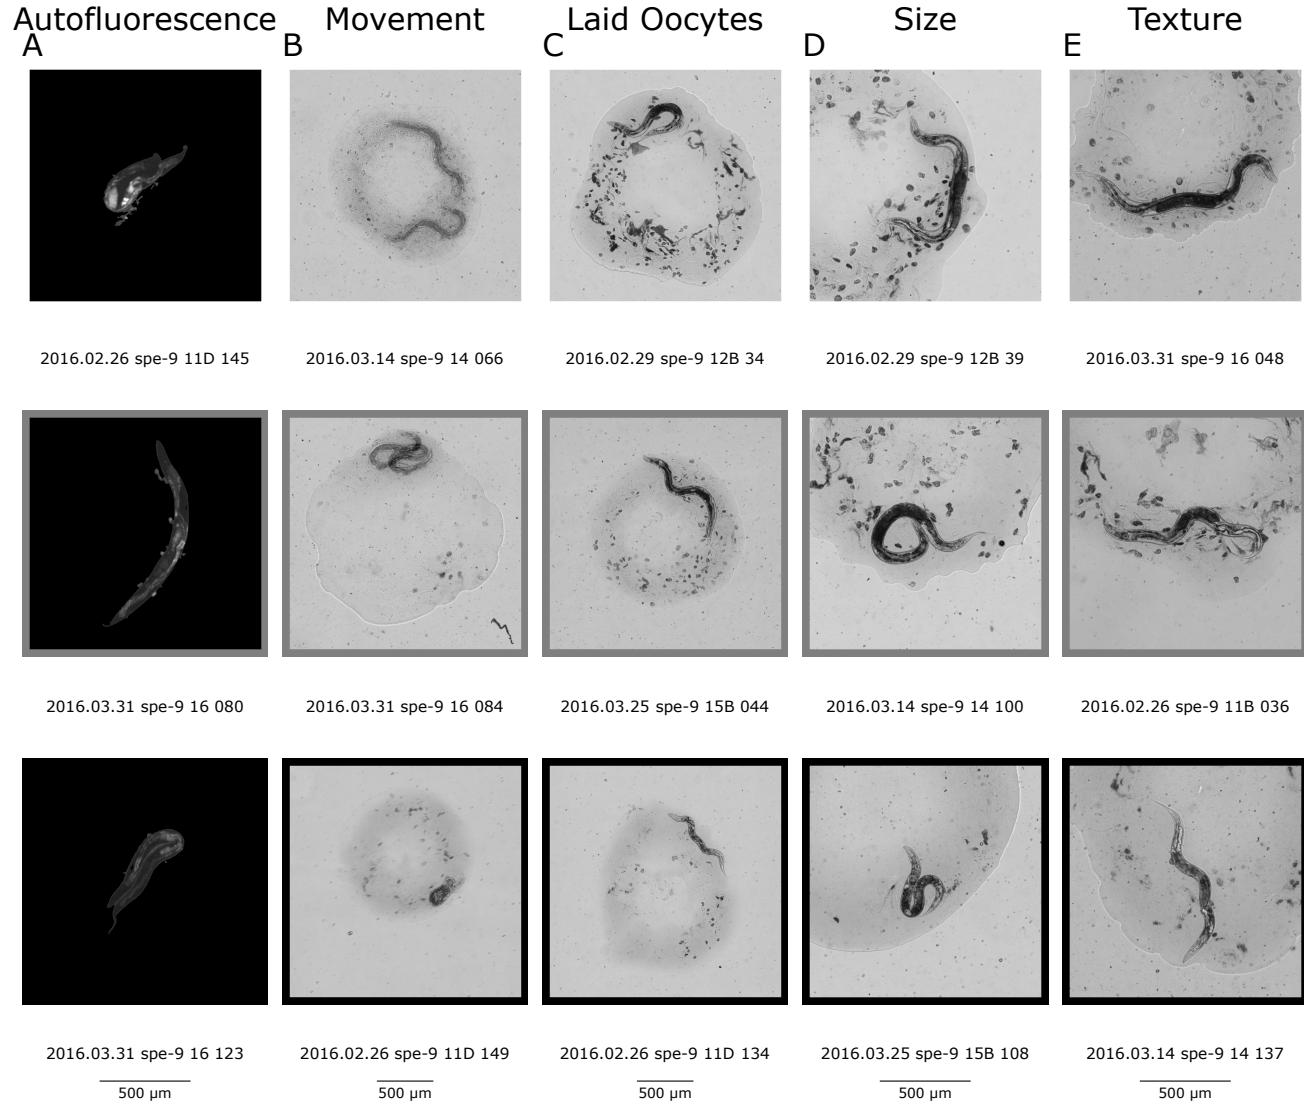 Autofluorescence Movement Laid Oocytes Size Texture
A B C D E
2016.02.26 spe-9 11D 145 2016.03.14 spe-9 14 066 2016.02.29 spe-9 12B 34 2016.02.29 spe-9 12B 39 2016.03.31 spe-9 16 048
2016.03.31 spe-9 16 080 2016.03.31 spe-9 16 084 2016.03.25 spe-9 15B 044 2016.03.14 spe-9 14 100 2016.02.26 spe-9 11B 036
2016.03.31 spe-9 16 123 2016.02.26 spe-9 11D 149 2016.02.26 spe-9 11D 134 2016.03.25 spe-9 15B 108 2016.03.14 spe-9 14 137
500 µm 500 µm 500 µm 500 µm 500 µm